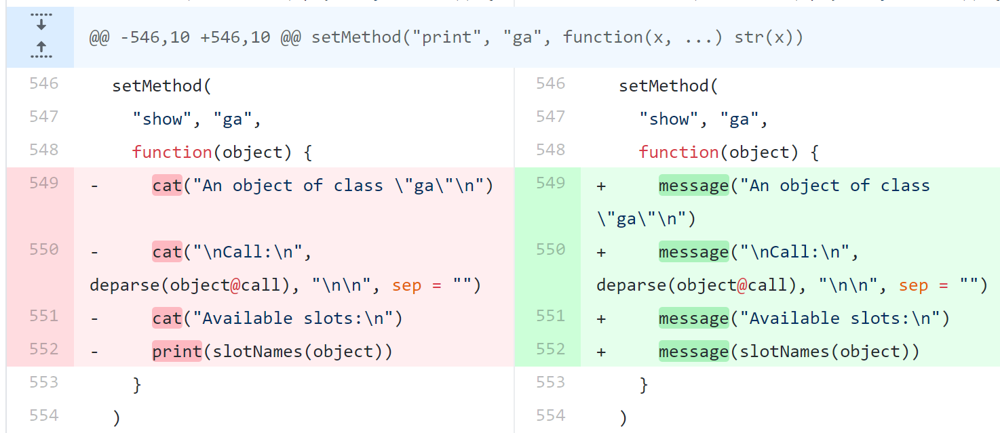 @@ -546,10 +546,10 @@ setMethod("print", "ga", function(x, ...) str(x))
546 setMethod(
547 "show", "ga",
548 function(object) {
549 - cat("An object of class \"ga\"\n")
550 - cat("\nCall:\n",
deparse(object@call), "\n\n", sep = "")
551 - cat("Available slots:\n")
552 - print(slotNames(object))
553 }
554 )
546 setMethod(
547 "show", "ga",
548 function(object) {
549 + message("An object of class
\"ga\"\n")
550 + message("\nCall:\n",
deparse(object@call), "\n\n", sep = "")
551 + message("Available slots:\n")
552 + message(slotNames(object))
553 }
554 )